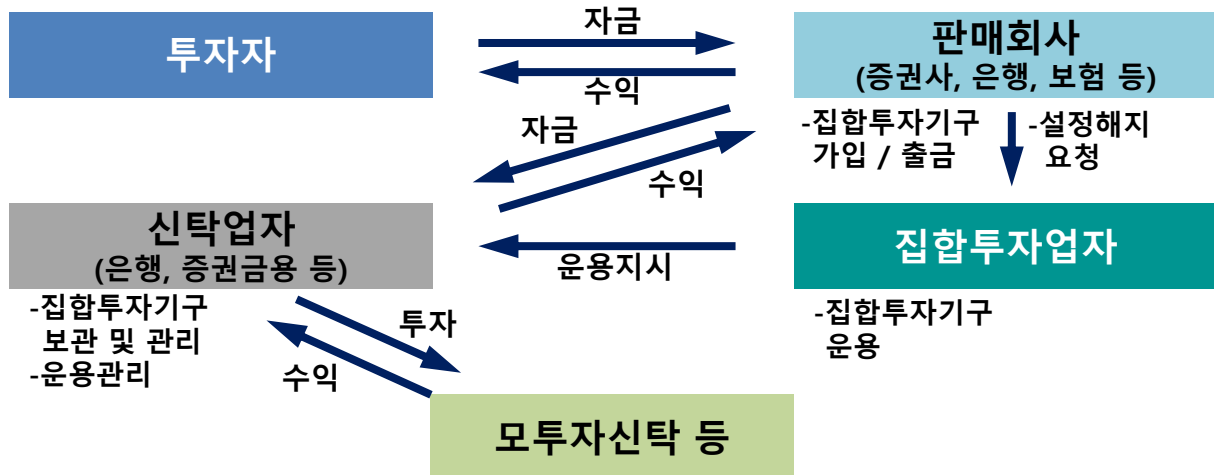 투자자
자금
수익
판매회사
(증권사, 은행, 보험 등)
-집합투자기구
가입 / 출금
-설정해지
요청
자금
수익
신탁업자
(은행, 증권금용 등)
운용지시
집합투자업자
-집합투자기구
보관 및 관리
-운용관리
투자
수익
-집합투자기구
운용
모투자신탁 등